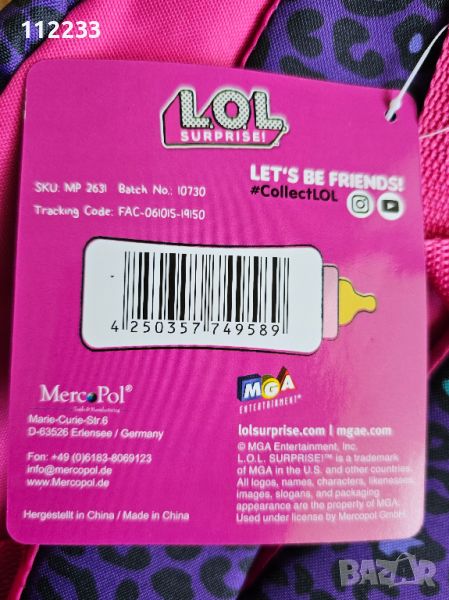 112233
L.O.L
SURPRISE!
LET'S BE FRIENDS!
#CollectLOL
SKU: MP 2631 Batch No.: 10730
Tracking Code: FAC-061015-19150
4 250357 749589
MercoPol®
Trade & Manufacturing
Marie-Curie-Str.6
D-63526 Erlensee / Germany
Fon: +49 (0)6183-8069123
info@mercopol.de
www.Mercopol.de
Hergestellt in China / Made in China
MGA
ENTERTAINMENT®
lolsurprise.com | mgae.com
© MGA Entertainment, Inc.
L.O.L. SURPRISE!™ is a trademark
of MGA in the U.S. and other countries.
All logos, names, characters, likenesses,
images, slogans, and packaging
appearance are the property of MGA.
Used under license by Mercopol GmbH
BAZAR